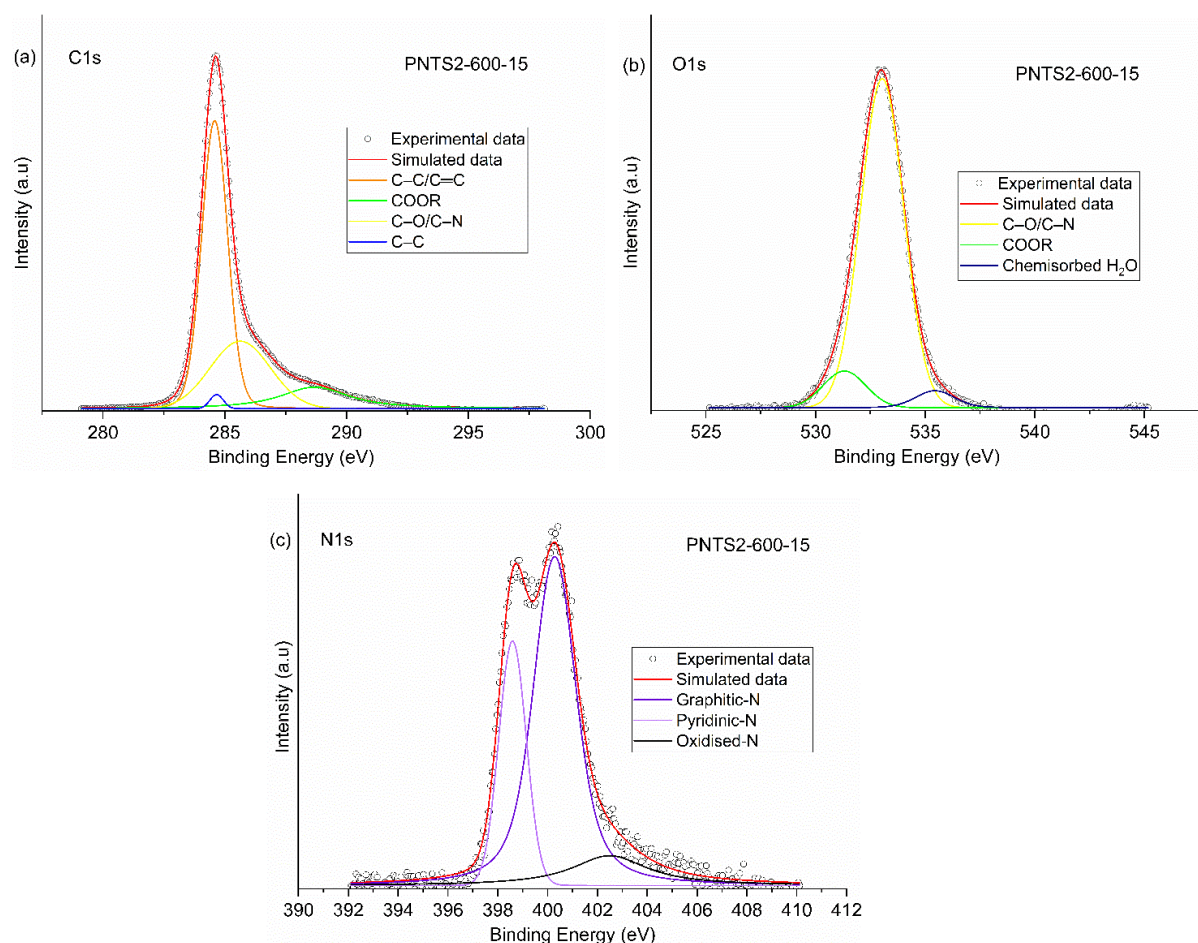 (a)
C1s
PNTS2-600-15
Experimental data
Simulated data
C–C/C=C
COOR
C–O/C–N
C–C
Intensity (a.u)
280 285 290 295 300
Binding Energy (eV)
(b)
O1s
PNTS2-600-15
Experimental data
Simulated data
C–O/C–N
COOR
Chemisorbed H₂O
Intensity (a.u)
525 530 535 540 545
Binding Energy (eV)
(c)
N1s
PNTS2-600-15
Experimental data
Simulated data
Graphitic-N
Pyridinic-N
Oxidised-N
Intensity (a.u)
390 392 394 396 398 400 402 404 406 408 410 412
Binding Energy (eV)